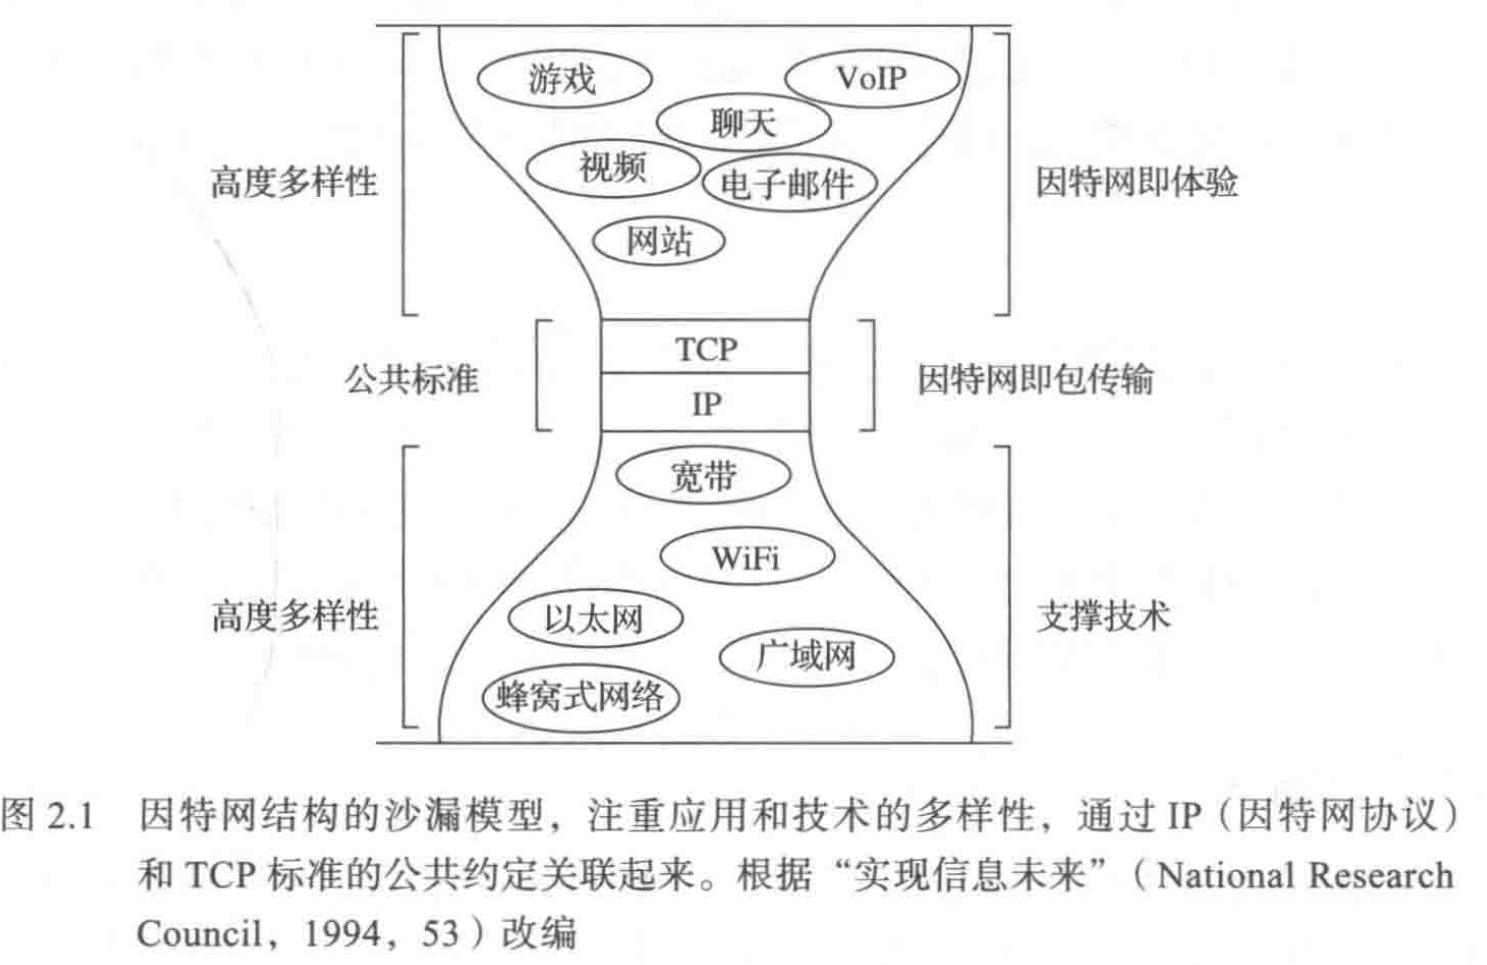 游戏
VoIP
聊天
视频
电子邮件
高度多样性
因特网即体验
网站
TCP
公共标准
因特网即包传输
IP
宽带
WiFi
以太网
高度多样性
支撑技术
广域网
蜂窝式网络
图 2.1 因特网结构的沙漏模型，注重应用和技术的多样性，通过 IP（因特网协议）
和 TCP 标准的公共约定关联起来。根据“实现信息未来”（National Research
Council，1994，53）改编